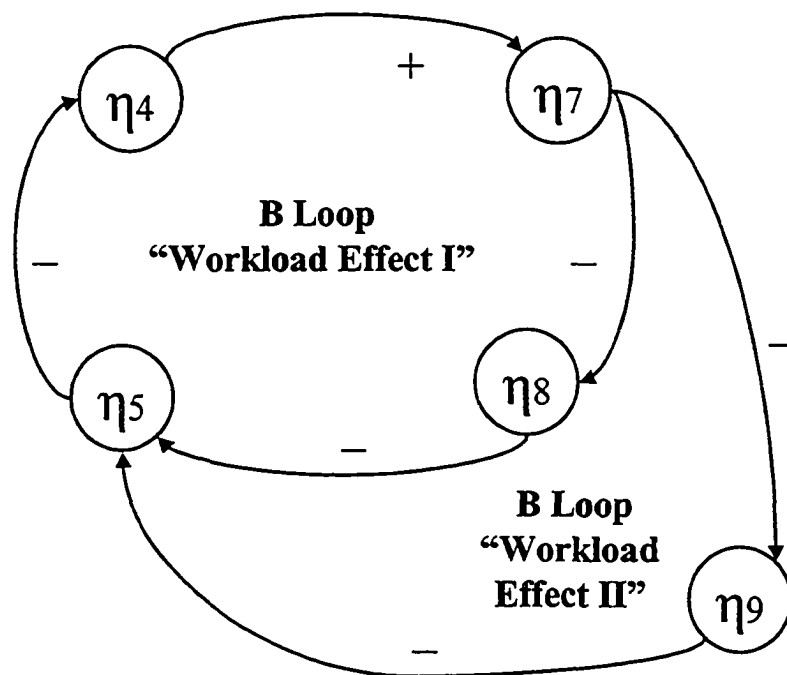 +
η4
η7
B Loop
“Workload Effect I”
−
−
−
η5
η8
−
B Loop
“Workload
Effect II”
η9
−